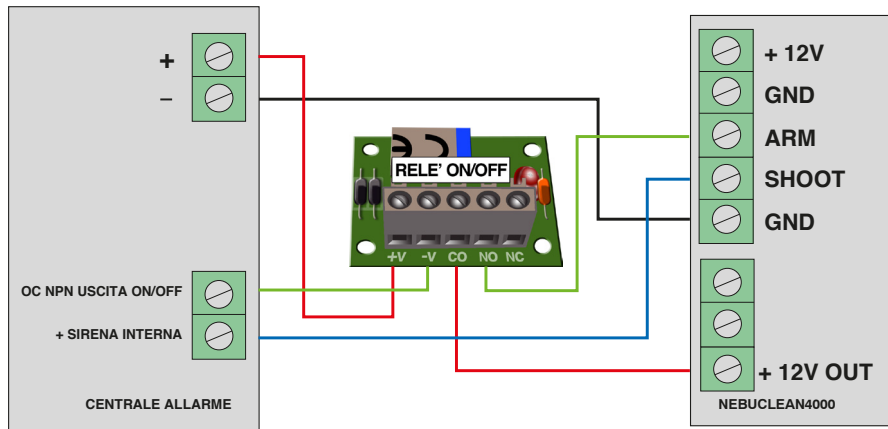 +
–
OC NPN USCITA ON/OFF
+ SIRENA INTERNA
CENTRALE ALLARME
RELE' ON/OFF
+V -V CO NO NC
+ 12V
GND
ARM
SHOOT
GND
+ 12V OUT
NEBUCLEAN4000